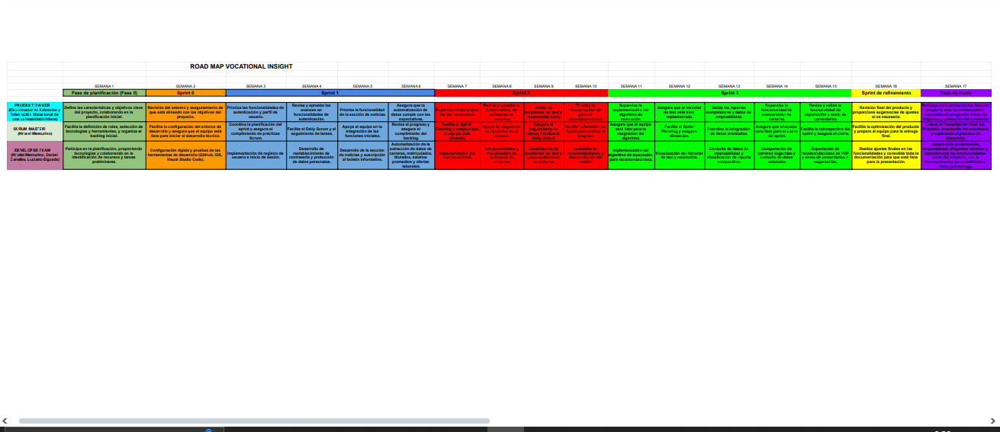 ROAD MAP VOCATIONAL INSIGHT
SEMANA 1 SEMANA 2 SEMANA 3 SEMANA 4 SEMANA 5 SEMANA 6 SEMANA 7 SEMANA 8 SEMANA 9 SEMANA 10 SEMANA 11 SEMANA 12 SEMANA 13 SEMANA 14 SEMANA 15 SEMANA 16 SEMANA 17
Fase de planificación (Fase 0) Sprint 0 Sprint 1 Sprint 2 Sprint 3 Sprint de refinamiento Fase de cierre
PRODUCT OWNER
(Coordinador de Admisión y
Orientación Vocacional de
una universidad chilena)
Define las características y objetivos clave
del proyecto, colaborando en la
planificación inicial.
Revisión del entorno y aseguramiento de
que está alineado con los objetivos del
proyecto.
Prioriza las funcionalidades de
autentización y perfil de
usuario.
Revisa y aprueba los
avances en
funcionalidades de
autenticación.
Prioriza la funcionalidad
de la sección de noticias.
Asegura que la
automatización de
datos cumple con las
expectativas.
Supervisa el desarrollo
del test vocacional.
Revisa y aprueba la
funcionalidad de
opiniones de
usuarios.
Valida los
resultados del test y
recomendaciones.
Prioriza la
funcionalidad de
guardar
recomendaciones.
Supervisa la
implementación del
algoritmo de
asociación.
Asegura que el historial
de test está bien
implementado.
Valida los reportes
comparativos y datos de
empleabilidad.
Supervisa la
funcionalidad de
comparación de
carreras.
Revisa y valida la
funcionalidad de
exportación y envío de
comentarios.
Revisión final del producto y
proporciona sugerencias de ajustes
si es necesario.
Participa en la presentación final del
proyecto ante los stakeholders,
respondiendo preguntas sobre los
objetivos y alineación del producto.
SCRUM MASTER
(Kristel Mancurino)
Facilita la definición de roles, selección de
tecnologías y herramientas, y organiza el
backlog inicial.
Facilita la configuración del entorno de
desarrollo y asegura que el equipo esté
listo para iniciar el desarrollo técnico.
Coordina la planificación del
sprint y asegura el
cumplimiento de prácticas
Scrum.
Facilita el Daily Scrum y el
seguimiento de tareas.
Apoya al equipo en la
integración de las
funciones iniciales.
Revisa el progreso y
asegura el
cumplimiento del
backlog.
Facilita el Sprint
Planning y asegura que
el equipo esté
alineado.
Apoya la integración
de opiniones en el
Asegura el
seguimiento de
tareas y realiza el
Daily Scrum.
Facilita la Revisión del
Sprint para evaluar el
progreso.
Asegura que el equipo
esté listo para la
integración del
algoritmo.
Facilita el Sprint
Planning y asegura
alineación.
Coordina la integración
de datos avanzados.
Asegura que el equipo
esté listo para el cierre
del sprint.
Facilita la retrospectiva del
sprint y asegura el cierre.
Facilita la optimización del producto
y prepara al equipo para la entrega
final.
Lidera la Presentación Final del
Proyecto, mostrando los resultados
y explicando el proceso de
desarrollo.
DEVELOPER TEAM
Participa en la planificación, proponiendo
tecnologías y colaborando en la
identificación de recursos y tareas
preliminares.
Configuración rápida y pruebas de las
herramientas de desarrollo (GitHub, IDE,
Visual Studio Code).
Implementación de registro de
usuario e inicio de sesión.
Desarrollo de
restablecimiento de
contraseña y protección
de datos personales.
Desarrollo de la sección
de noticias y suscripción
al boletín informativo.
Automatización de la
extracción de datos de
carreras, matriculados,
titulados, salarios
promedios y ofertas
laborales.
Implementación del
test vocacional.
visualización de
opiniones de
usuarios.
Visualización de
resultados del test y
recomendaciones
de carreras.
Guardado de
recomendaciones y
boletín.
Implementación del
algoritmo de asociación
para recomendaciones.
Visualización del historial
de test y resultados.
Consulta de datos de
empleabilidad y
visualización de reporte
comparativo.
Comparación de
carreras sugeridas y
consulta de datos
salariales.
Exportación de
recomendaciones en PDF
y envío de comentarios o
sugerencias.
Realiza ajustes finales en las
funcionalidades y consolida toda la
documentación para que esté lista
para la presentación.
Apoya en la presentación,
respondiendo preguntas técnicas y
demostrando las funcionalidades
clave del proyecto, con la
documentación ya consolidada y
lista para entrega.